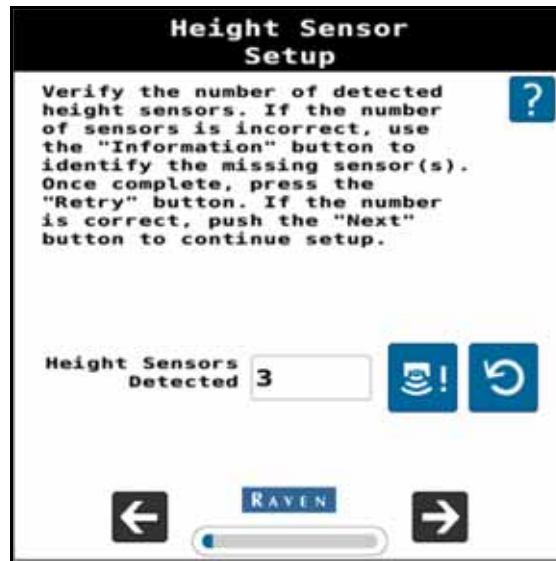 Height Sensor
Setup
Verify the number of detected
height sensors. If the number
of sensors is incorrect, use
the "Information" button to
identify the missing sensor(s).
Once complete, press the
"Retry" button. If the number
is correct, push the "Next"
button to continue setup.
?
Height Sensors
Detected 3
!
RAVEN